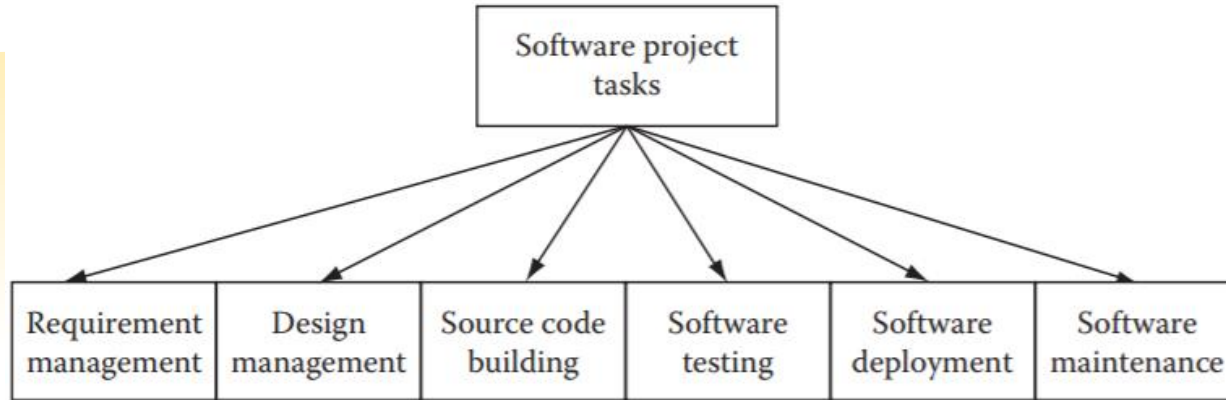 Software project
tasks
Requirement
management
Design
management
Source code
building
Software
testing
Software
deployment
Software
maintenance